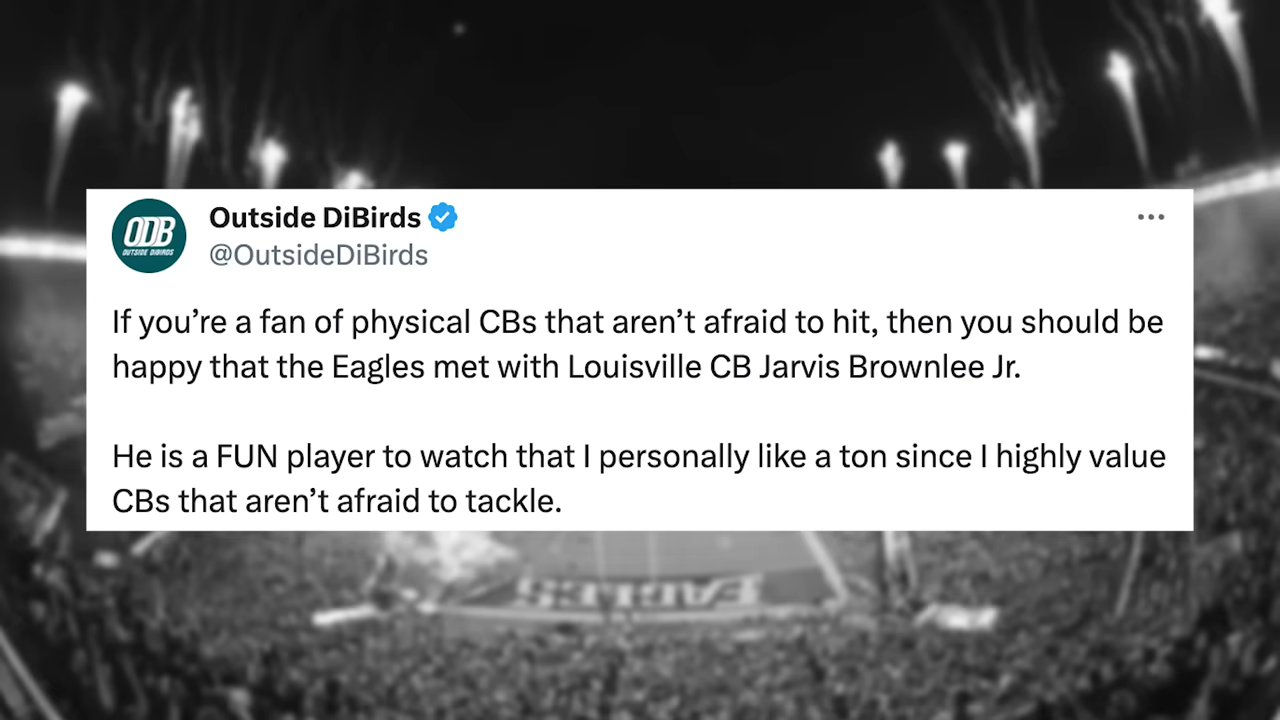 ODB
OUTSIDE DIBIRDS
Outside DiBirds
@OutsideDiBirds
If you’re a fan of physical CBs that aren’t afraid to hit, then you should be
happy that the Eagles met with Louisville CB Jarvis Brownlee Jr.
He is a FUN player to watch that I personally like a ton since I highly value
CBs that aren’t afraid to tackle.
EAGLES